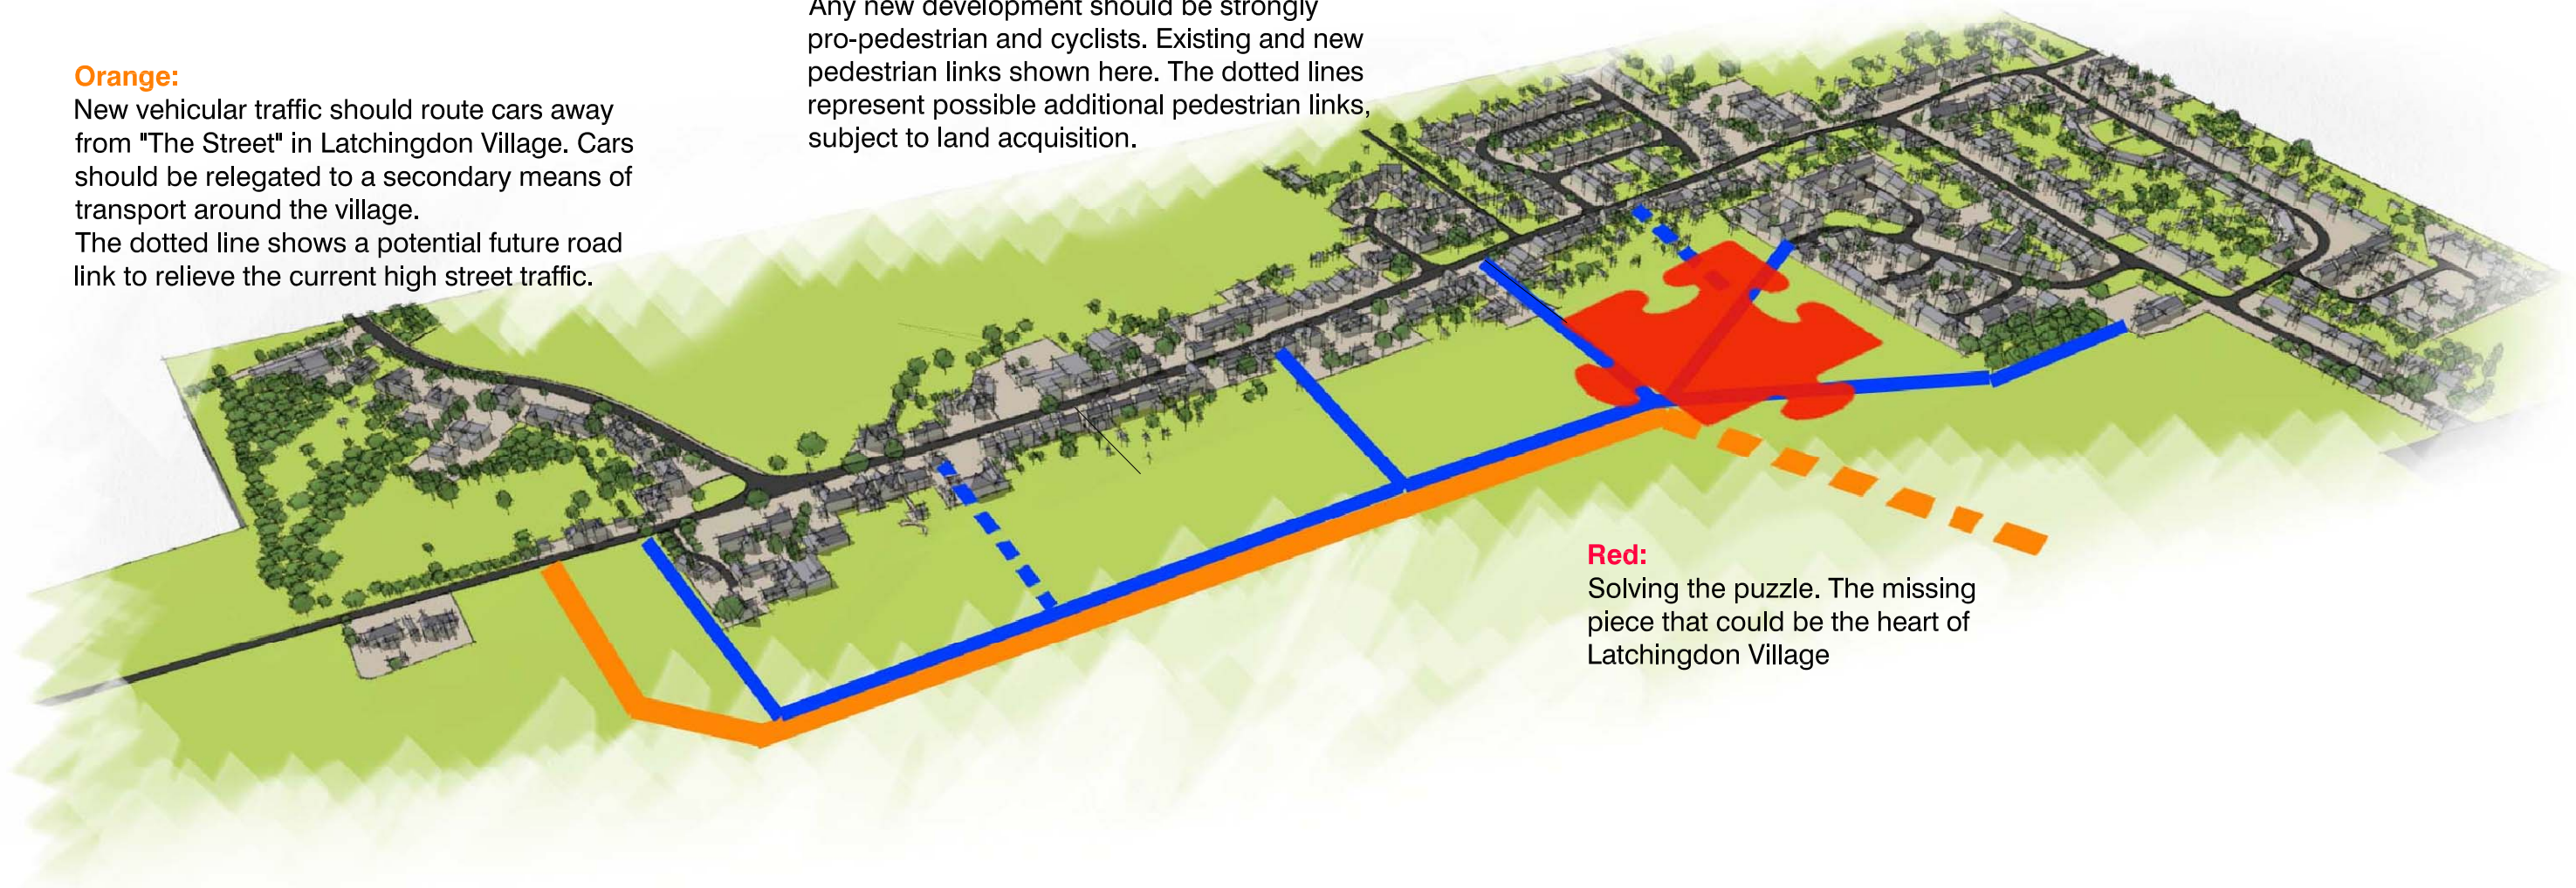 Orange:
New vehicular traffic should route cars away
from "The Street" in Latchingdon Village. Cars
should be relegated to a secondary means of
transport around the village.
The dotted line shows a potential future road
link to relieve the current high street traffic.
Any new development should be strongly
pro-pedestrian and cyclists. Existing and new
pedestrian links shown here. The dotted lines
represent possible additional pedestrian links,
subject to land acquisition.
Red:
Solving the puzzle. The missing
piece that could be the heart of
Latchingdon Village